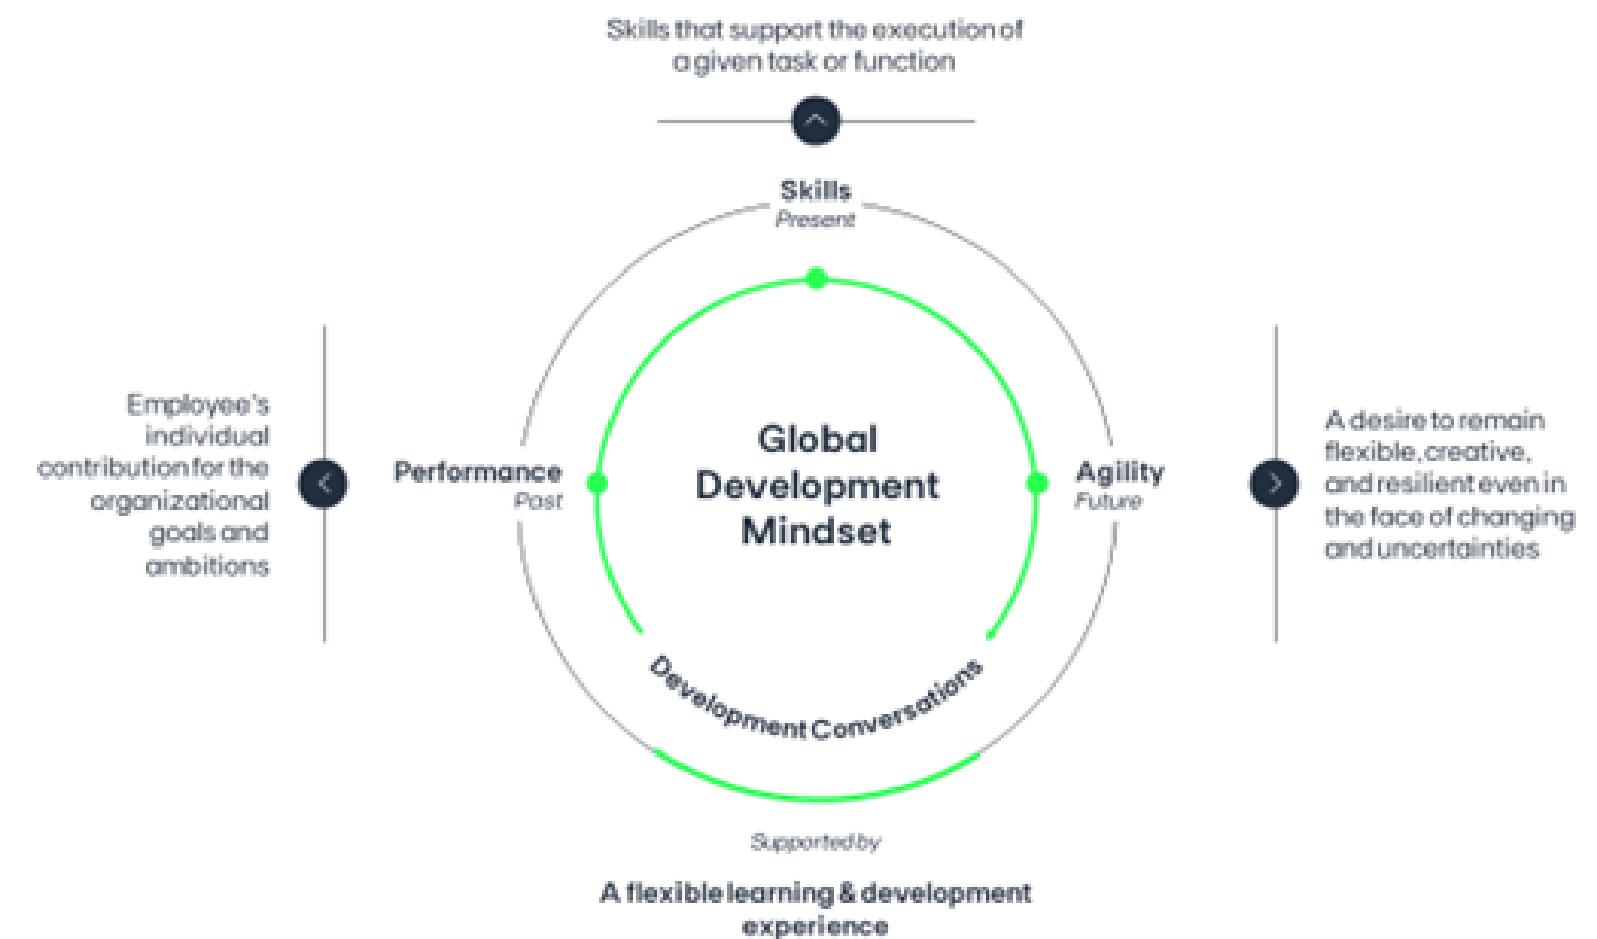 Skills that support the execution of
a given task or function
Skills
Present
Employee's
individual
contribution for the
organizational
goals and
ambitions
Performance
Past
Global
Development
Mindset
Agility
Future
A desire to remain
flexible, creative,
and resilient even in
the face of changing
and uncertainties
Development Conversations
Supported by
A flexible learning & development
experience